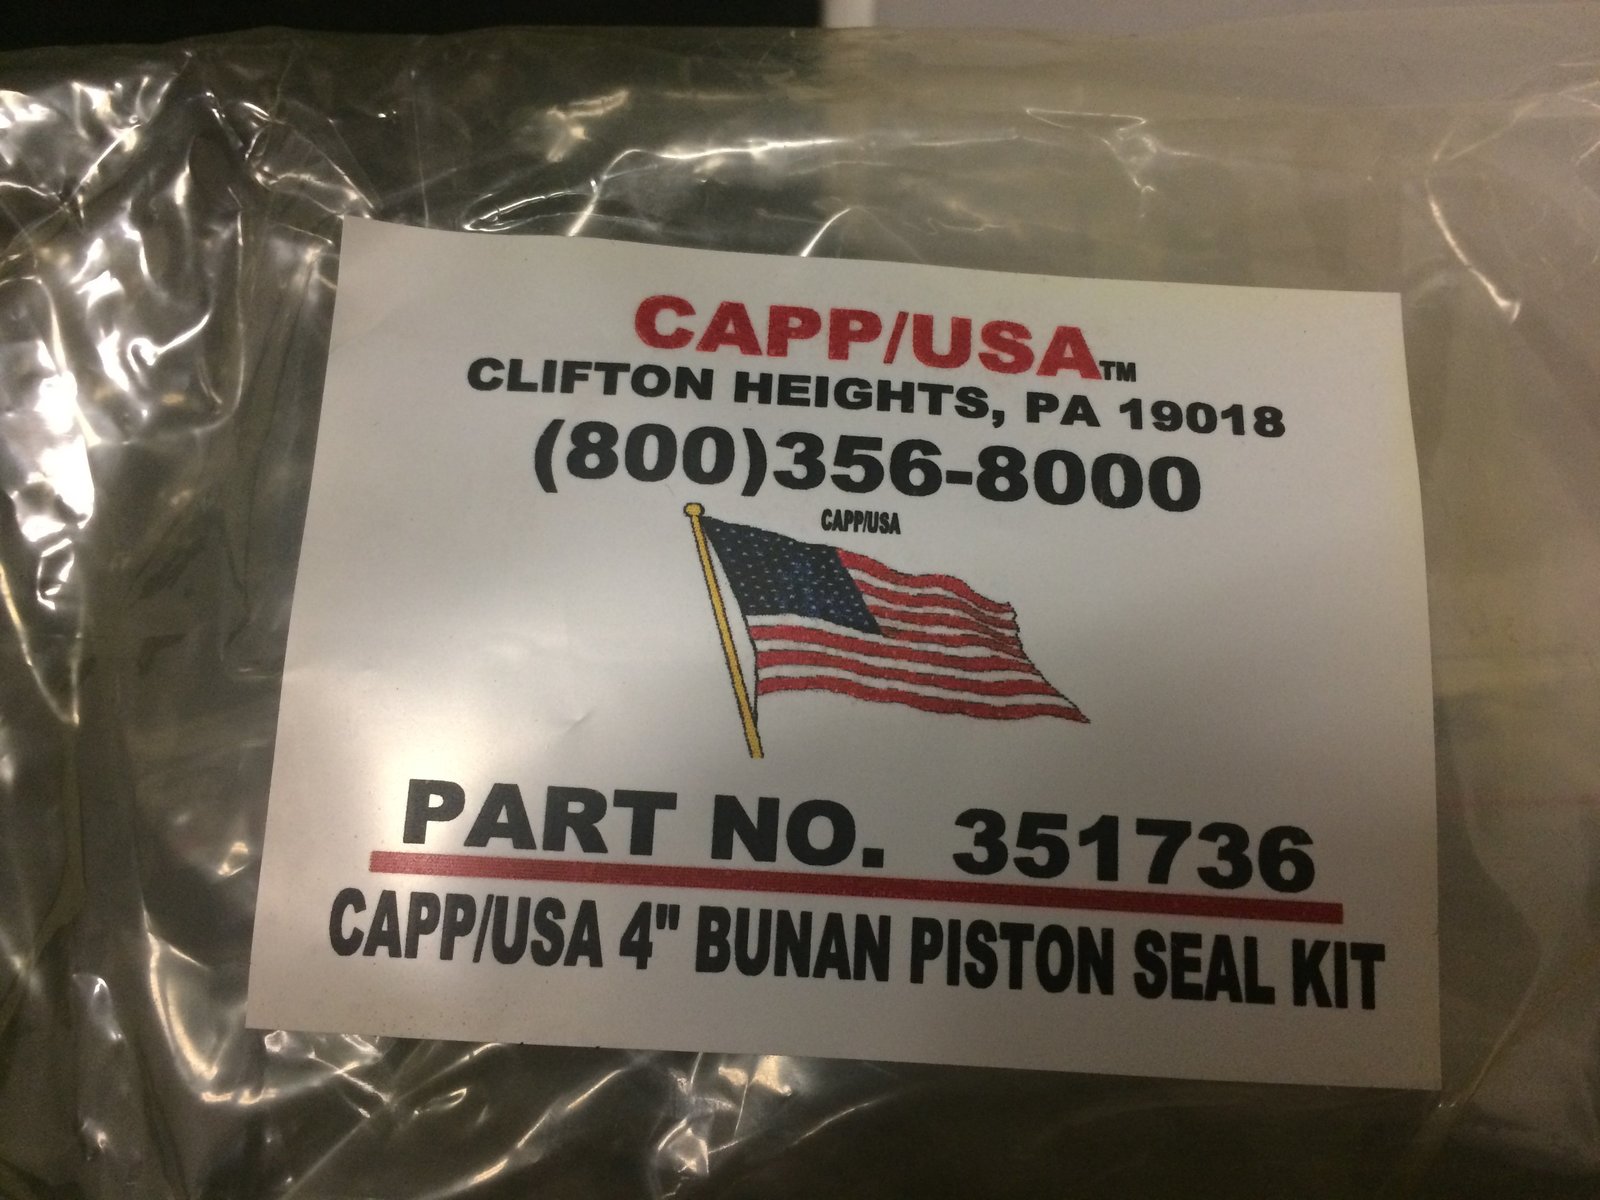 CAPP/USA™
CLIFTON HEIGHTS, PA 19018
(800)356-8000
CAPP/USA
PART NO. 351736
CAPP/USA 4" BUNAN PISTON SEAL KIT